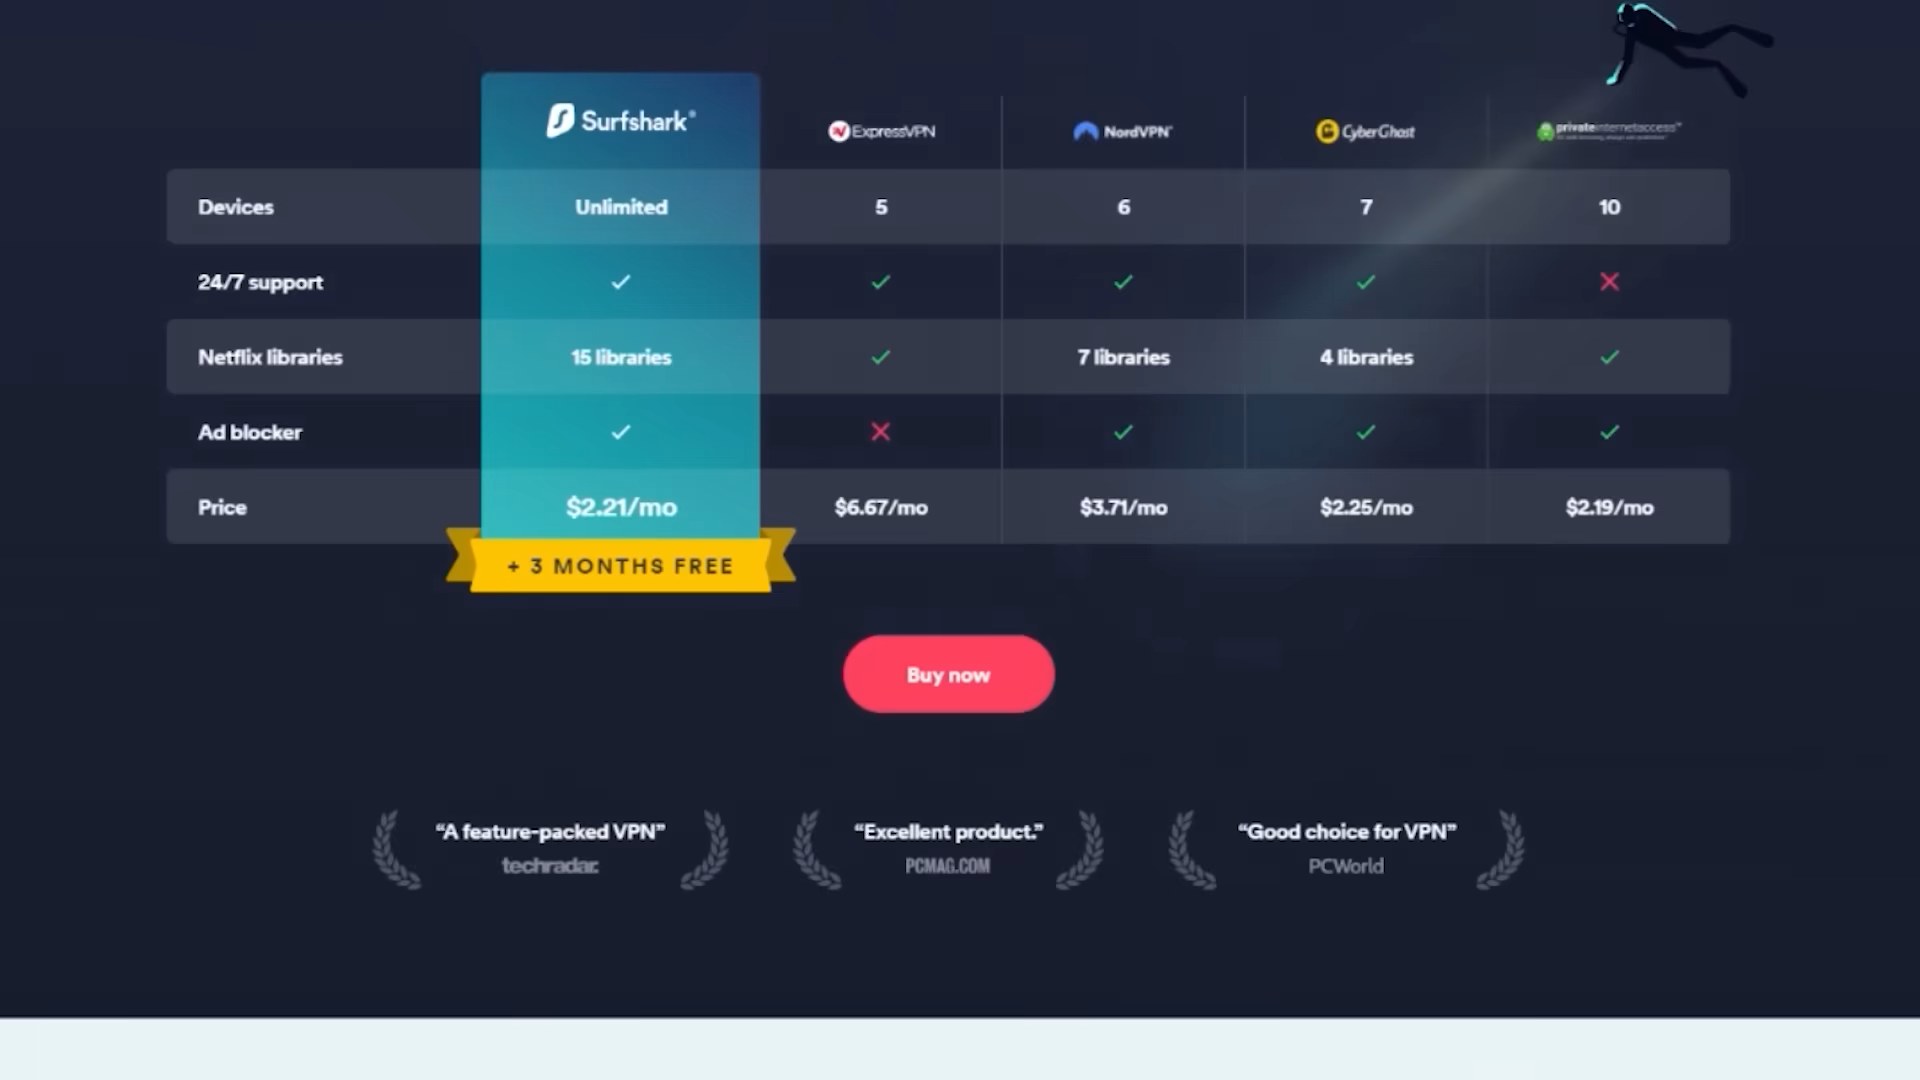 Surfshark®
ExpressVPN
NordVPN®
CyberGhost
privateinternetaccess™
Devices
Unlimited
5
6
7
10
24/7 support
Netflix libraries
15 libraries
7 libraries
4 libraries
Ad blocker
Price
$2.21/mo
$6.67/mo
$3.71/mo
$2.25/mo
$2.19/mo
+ 3 MONTHS FREE
Buy now
“A feature-packed VPN”
techradar.
“Excellent product.”
PCMAG.COM
“Good choice for VPN”
PCWorld